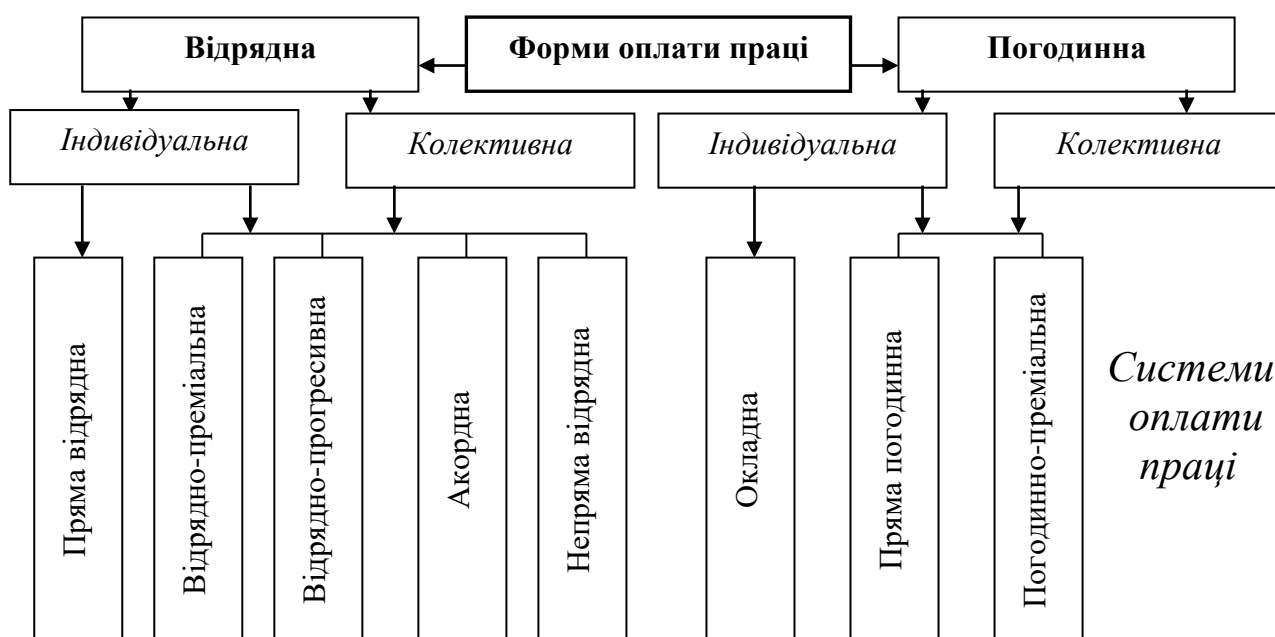 Відрядна
Форми оплати праці
Погодинна
Індивідуальна
Колективна
Індивідуальна
Колективна
Пряма відрядна
Відрядно-преміальна
Відрядно-прогресивна
Акордна
Непряма відрядна
Окладна
Пряма погодинна
Погодинно-преміальна
Системи
оплати
праці